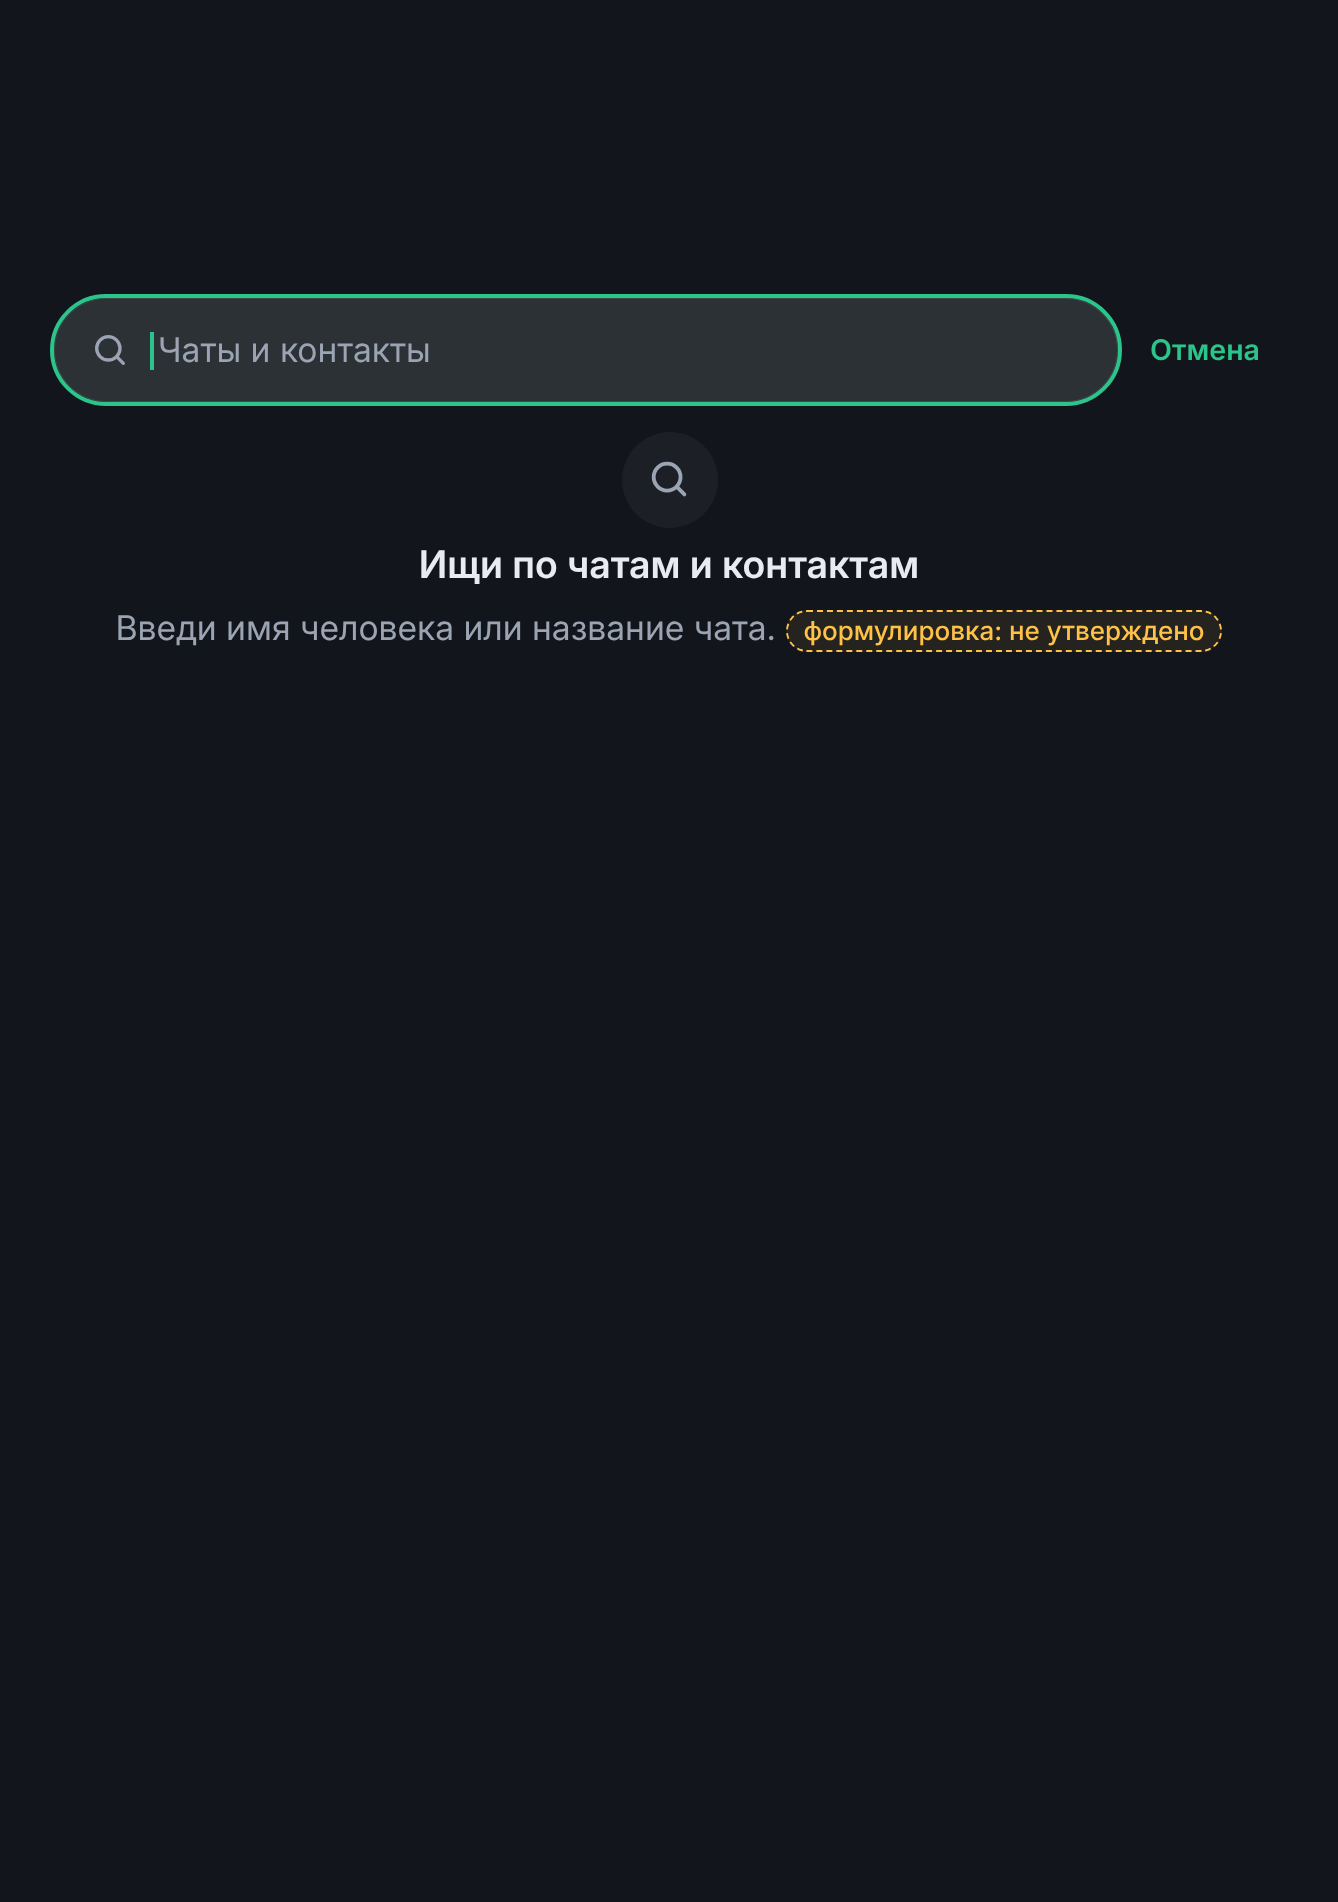 Чаты и контакты
Отмена
Ищи по чатам и контактам
Введи имя человека или название чата. формулировка: не утверждено